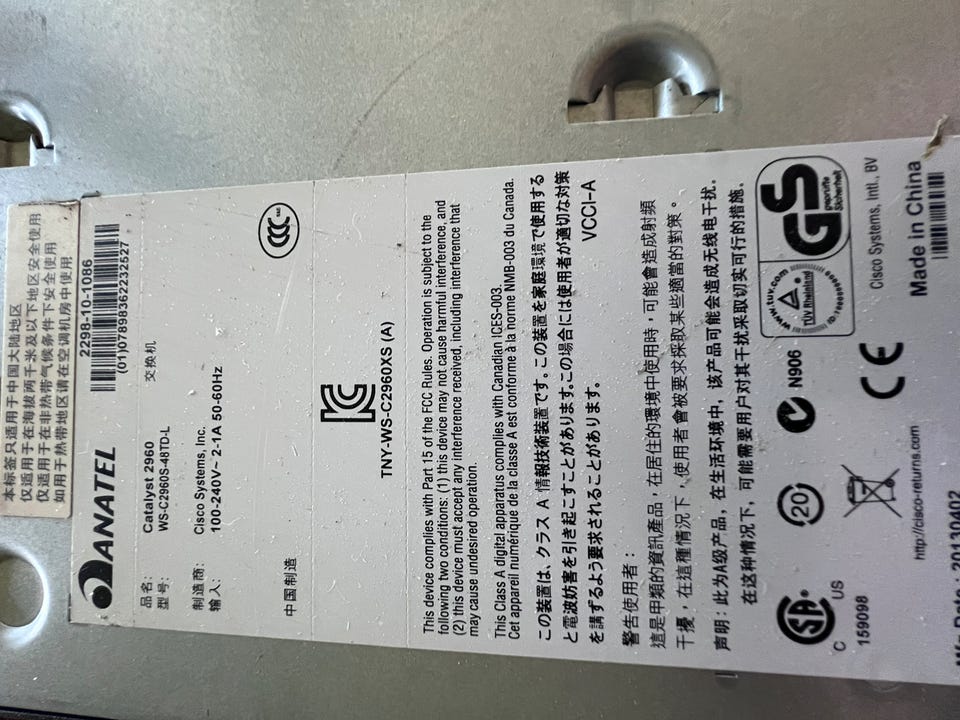 本标签只适用于中国大陆地区
仅适用于在海拔两千米及以下地区安全使用
仅适用于在非热带气候条件下安全使用
如用于热带地区请在空调机房中使用
ANATEL
2298-10-1086
(01)07898362232527
品名: Catalyst 2960 交换机
型号: WS-C2960S-48TD-L
制造商: Cisco Systems, Inc.
输入: 100-240V~ 2-1A 50-60Hz
中国制造
CCC
TNY-WS-C2960XS (A)
This device complies with Part 15 of the FCC Rules. Operation is subject to the
following two conditions: (1) this device may not cause harmful interference, and
(2) this device must accept any interference received, including interference that
may cause undesired operation.
This Class A digital apparatus complies with Canadian ICES-003.
Cet appareil numérique de la classe A est conforme à la norme NMB-003 du Canada.
この装置は、クラス A 情報技術装置です。この装置を家庭環境で使用する
と電波妨害を引き起こすことがあります。この場合には使用者が適切な対策
を講ずるよう要求されることがあります。 VCCI-A
警告使用者：
這是甲類的資訊產品，在居住的環境中使用時，可能會造成射頻
干擾，在這種情況下，使用者會被要求採取某些適當的對策。
声明：此为A级产品，在生活环境中，该产品可能会造成无线电干扰。
在这种情况下，可能需要用户对其干扰采取切实可行的措施。
SA
C US
159098
20
N906
www.tuv.com
TÜVRheinland
GS
geprüfte
Sicherheit
CE
http://cisco-returns.com
Cisco Systems, Intl., BV
Made in China
Mfg Date : 20130402